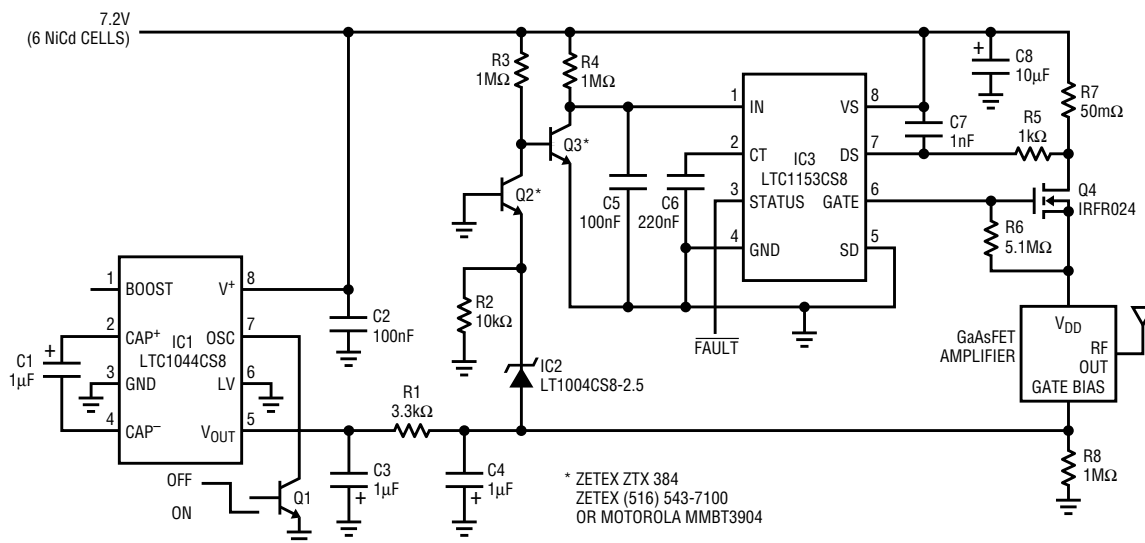 7.2V
(6 NiCd CELLS)
R3
1MΩ
R4
1MΩ
+
C8
10µF
R7
50mΩ
1
IN
VS
8
C7
1nF
R5
1kΩ
Q3*
2
CT
IC3
LTC1153CS8
DS
7
Q2*
C5
100nF
C6
220nF
3
STATUS
GATE
6
Q4
IRFR024
R6
5.1MΩ
4
GND
SD
5
1
BOOST
V+
8
C2
100nF
R2
10kΩ
FAULT
VDD
GaAsFET
AMPLIFIER
RF
OUT
GATE BIAS
C1
1µF
+
2
CAP+
IC1
LTC1044CS8
OSC
7
3
GND
LV
6
IC2
LT1004CS8-2.5
R1
3.3kΩ
4
CAP–
VOUT
5
R8
1MΩ
OFF
ON
Q1
C3
1µF
+
C4
1µF
+
* ZETEX ZTX 384
ZETEX (516) 543-7100
OR MOTOROLA MMBT3904